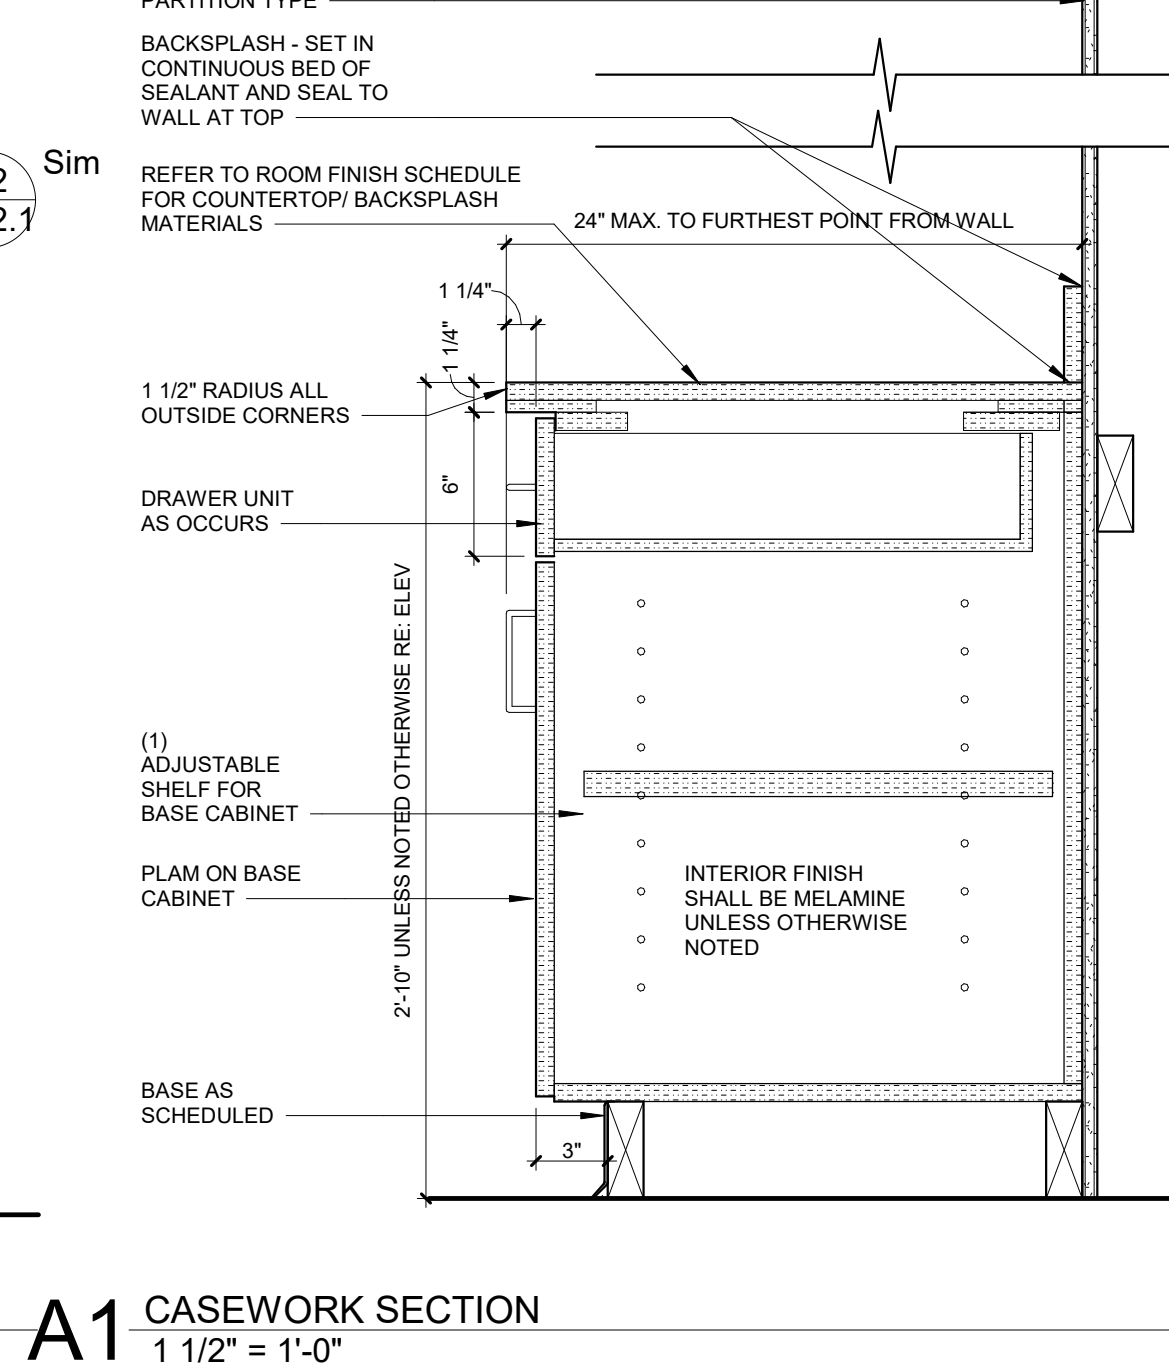 PARTITION TYPE
BACKSPLASH - SET IN
CONTINUOUS BED OF
SEALANT AND SEAL TO
WALL AT TOP
Sim
2
2.1
REFER TO ROOM FINISH SCHEDULE
FOR COUNTERTOP/ BACKSPLASH
MATERIALS
24" MAX. TO FURTHEST POINT FROM WALL
1 1/4"
1 1/4"
1 1/2" RADIUS ALL
OUTSIDE CORNERS
6"
DRAWER UNIT
AS OCCURS
2'-10" UNLESS NOTED OTHERWISE RE: ELEV
(1)
ADJUSTABLE
SHELF FOR
BASE CABINET
PLAM ON BASE
CABINET
INTERIOR FINISH
SHALL BE MELAMINE
UNLESS OTHERWISE
NOTED
BASE AS
SCHEDULED
3"
A1
CASEWORK SECTION
1 1/2" = 1'-0"